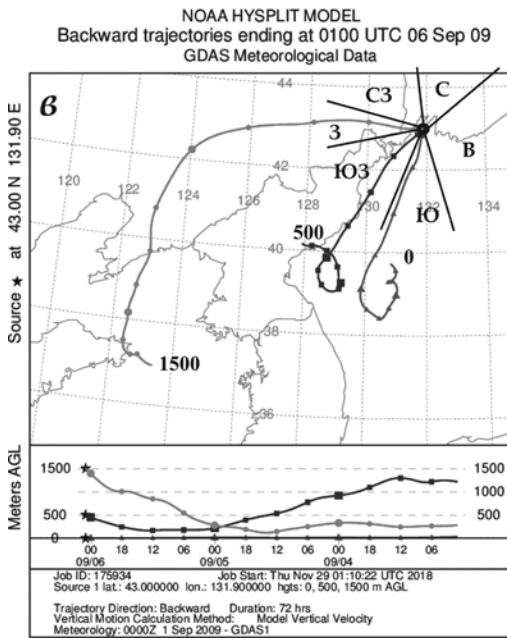 NOAA HYSPLIT MODEL
Backward trajectories ending at 0100 UTC 06 Sep 09
GDAS Meteorological Data
Source ★ at 43.00 N 131.90 E
в
44
C3
C
3
B
42
ЮЗ
120
122
124
126
128
130
132
134
Ю
500
40
0
38
1500
36
Meters AGL
1500
1000
500
0
1500
1000
500
00 18 12 06 00 18 12 06 00 18 12 06
09/06 09/05 09/04
Job ID: 175934 Job Start: Thu Nov 29 01:10:22 UTC 2018
Source 1 lat.: 43.000000 lon.: 131.900000 hgts: 0, 500, 1500 m AGL
Trajectory Direction: Backward Duration: 72 hrs
Vertical Motion Calculation Method: Model Vertical Velocity
Meteorology: 0000Z 1 Sep 2009 - GDAS1